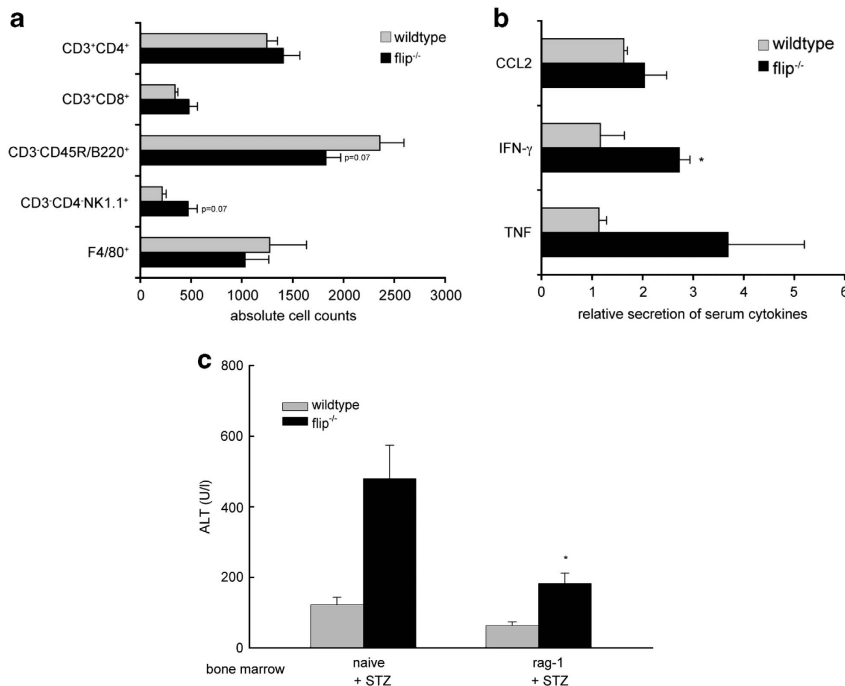 a
CD3⁺CD4⁺
CD3⁺CD8⁺
CD3⁻CD45R/B220⁺
CD3⁻CD4⁻NK1.1⁺
F4/80⁺
wildtype
flip⁻/⁻
p=0.07
p=0.07
0 500 1000 1500 2000 2500 3000
absolute cell counts
b
CCL2
IFN-γ
TNF
wildtype
flip⁻/⁻
*
0 1 2 3 4 5 6
relative secretion of serum cytokines
c
800
600
400
200
0
ALT (U/l)
wildtype
flip⁻/⁻
*
bone marrow naive rag-1
+ STZ + STZ